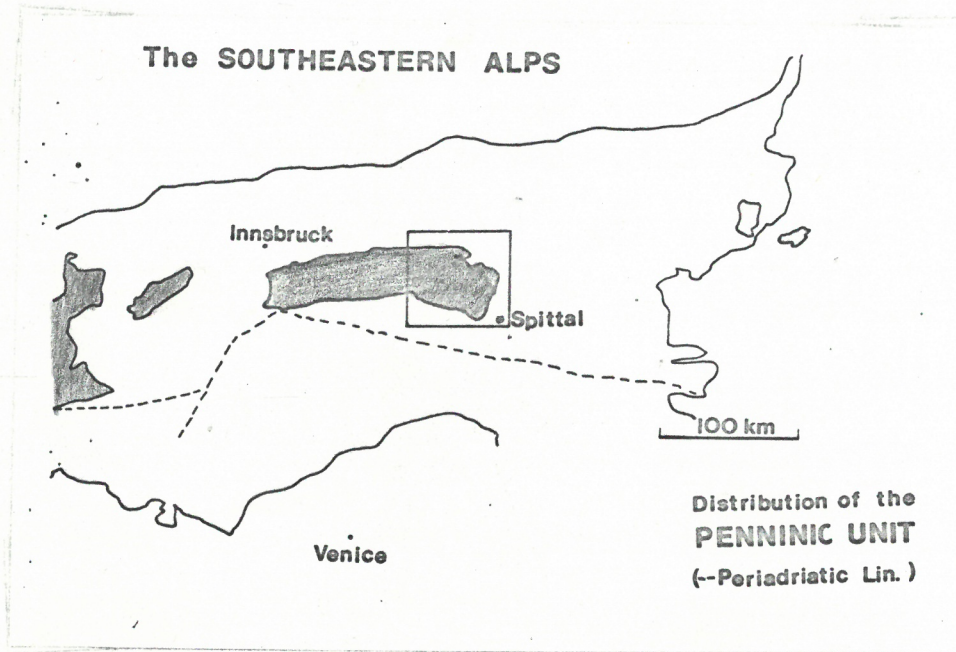 The SOUTHEASTERN ALPS
Innsbruck
Spittal
100 km
Distribution of the
PENNINIC UNIT
Venice
(--Periadriatic Lin.)